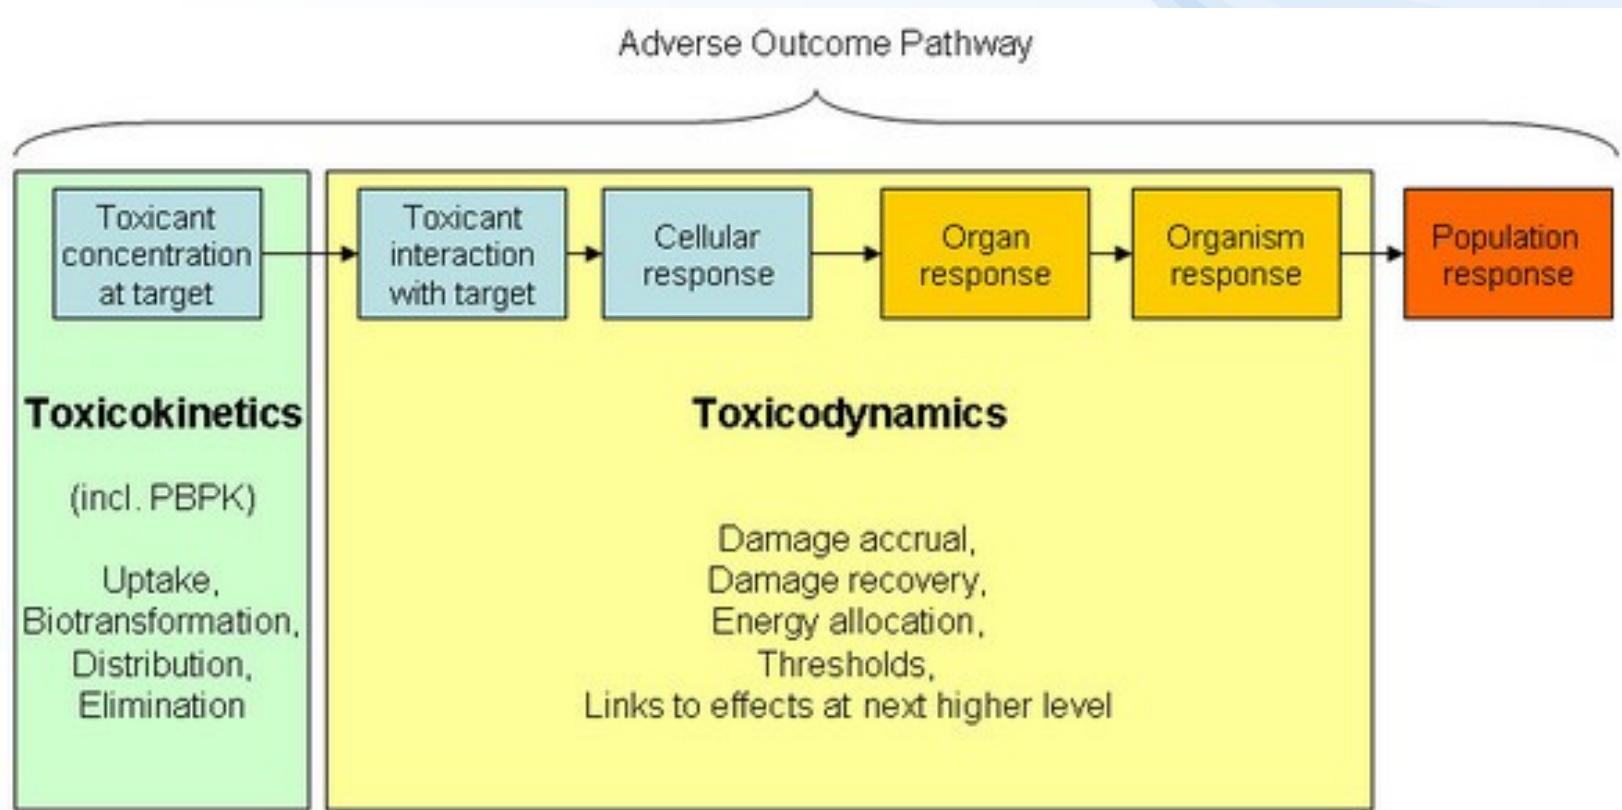 Adverse Outcome Pathway
Toxicant
concentration
at target
Toxicant
interaction
with target
Cellular
response
Organ
response
Organism
response
Population
response
Toxicokinetics
(incl. PBPK)
Uptake,
Biotransformation,
Distribution,
Elimination
Toxicodynamics
Damage accrual,
Damage recovery,
Energy allocation,
Thresholds,
Links to effects at next higher level